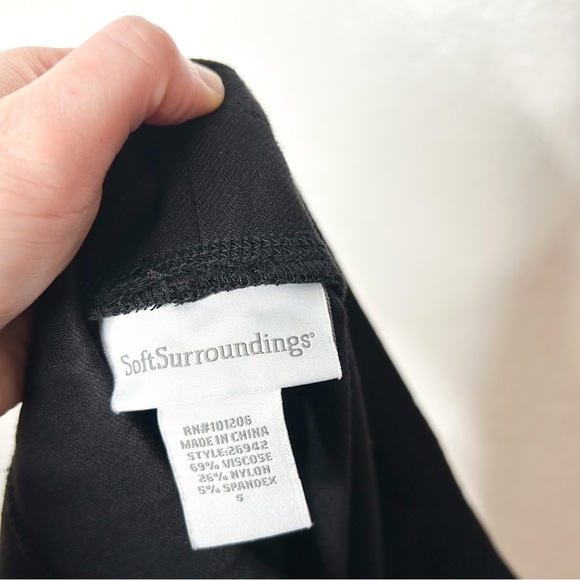 SoftSurroundings®
RN#101206
MADE IN CHINA
STYLE:26942
69% VISCOSE
26% NYLON
5% SPANDEX
S